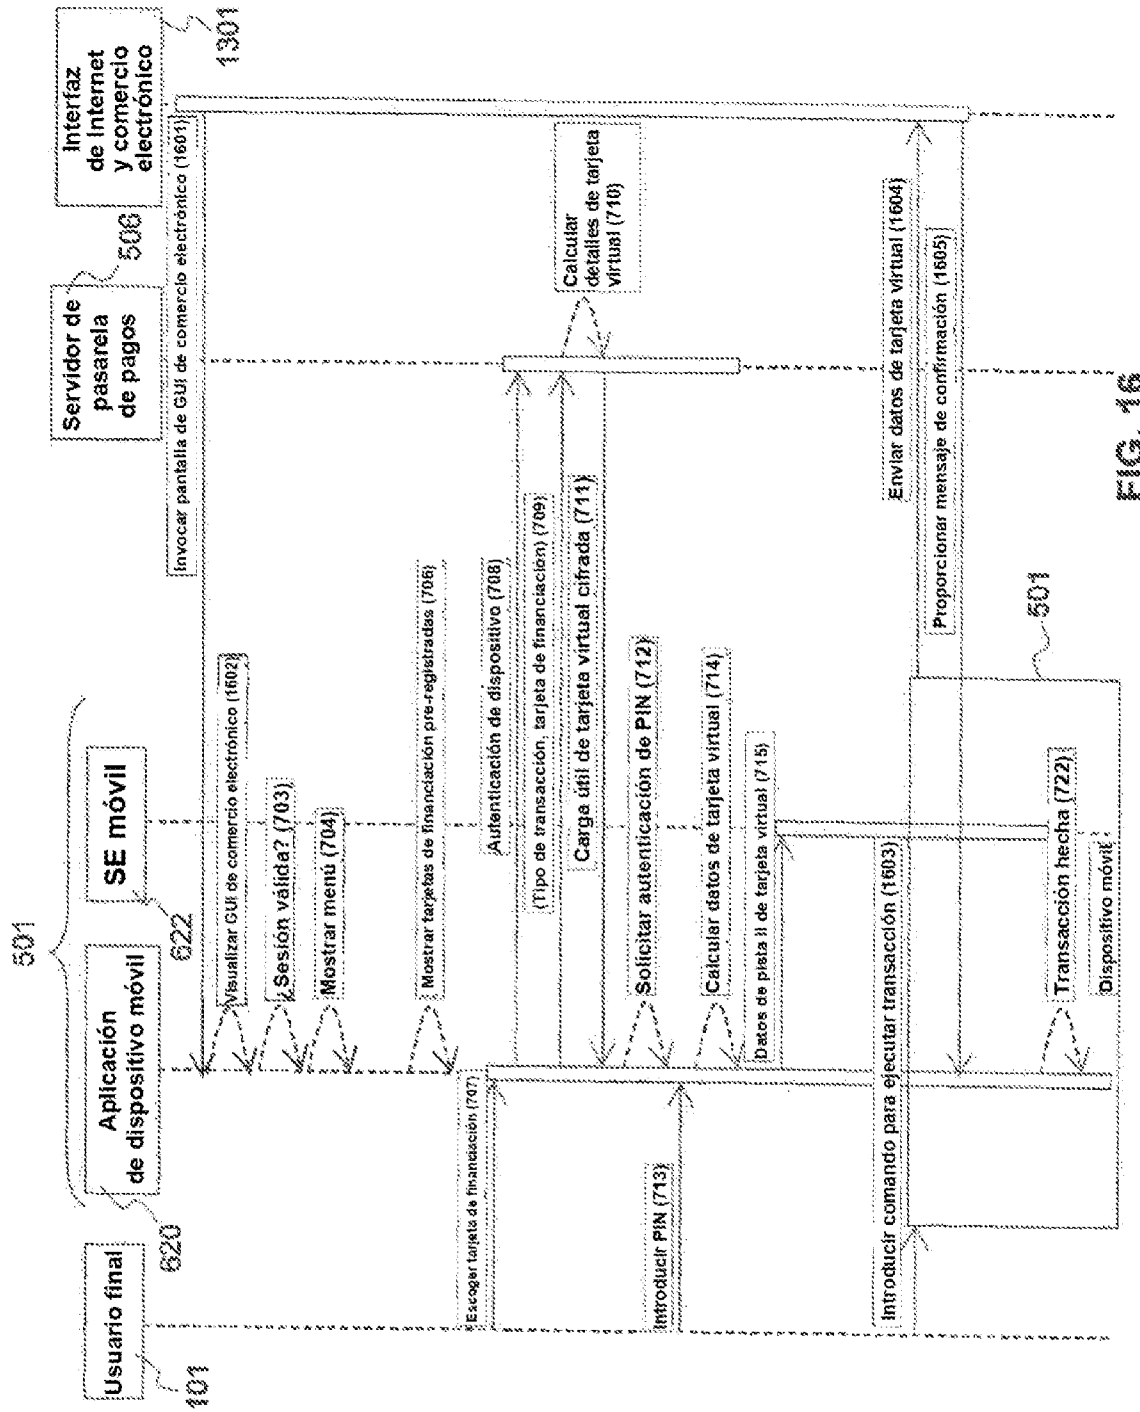 501
Usuario final
101
Aplicación
de dispositivo móvil
620
SE móvil
622
Servidor de
pasarela
de pagos
506
Interfaz
de Internet
y comercio
electrónico
1301
Invocar pantalla de GUI de comercio electrónico (1601)
Visualizar GUI de comercio electrónico (1602)
¿Sesión válida? (703)
Mostrar menú (704)
Mostrar tarjetas de financiación pre-registradas (706)
Escoger tarjeta de financiación (707)
Autenticación de dispositivo (708)
(Tipo de transacción, tarjeta de financiación) (709)
Calcular
detalles de tarjeta
virtual (710)
Carga útil de tarjeta virtual cifrada (711)
Solicitar autenticación de PIN (712)
Introducir PIN (713)
Calcular datos de tarjeta virtual (714)
Datos de pista II de tarjeta virtual (715)
Introducir comando para ejecutar transacción (1603)
Enviar datos de tarjeta virtual (1604)
Proporcionar mensaje de confirmación (1605)
501
Transacción hecha (722)
Dispositivo móvil
FIG. 16